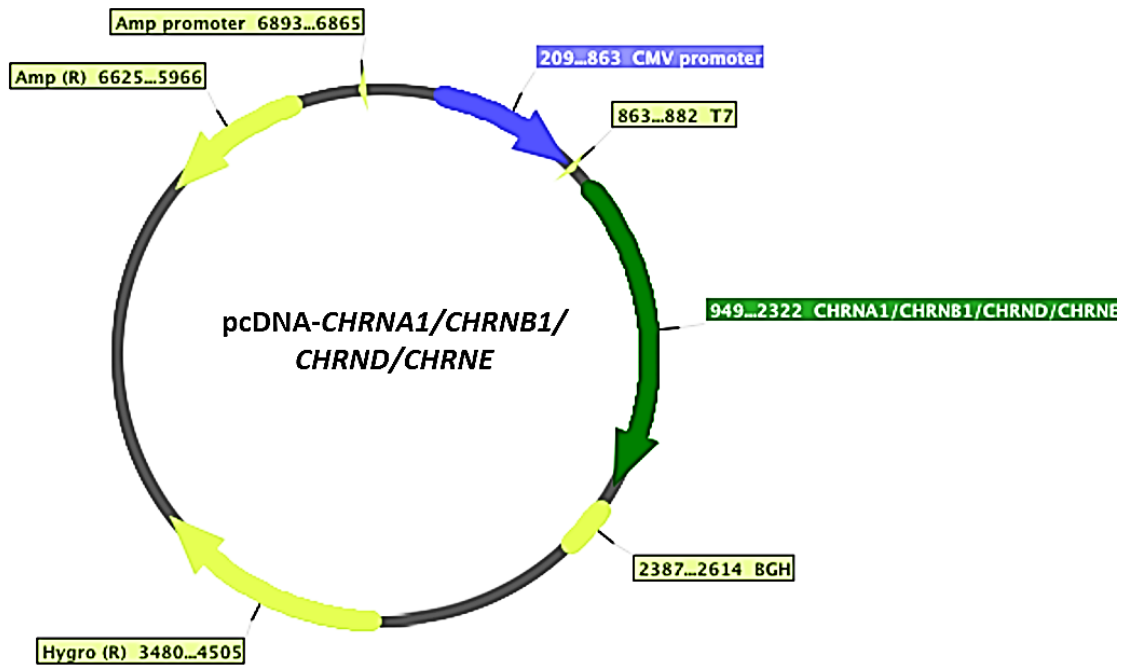 Amp promoter 6893...6865
Amp (R) 6625...5966
209...863 CMV promoter
863...882 T7
pcDNA-CHRNA1/CHRNB1/
CHRND/CHRNE
949...2322 CHRNA1/CHRNB1/CHRND/CHRNE
2387...2614 BGH
Hygro (R) 3480...4505